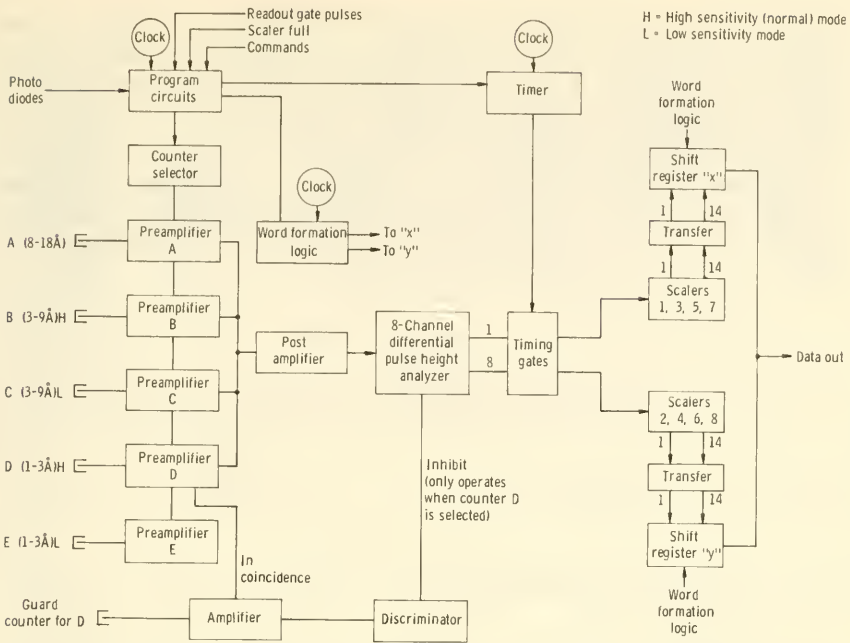 Readout gate pulses
Scaler full
Commands
H = High sensitivity (normal) mode
L = Low sensitivity mode
Clock
Clock
Photo
diodes
Program
circuits
Timer
Word
formation
logic
Counter
selector
Clock
Shift
register "x"
1
14
A (8-18Å)
Preamplifier
A
Word formation
logic
To "x"
To "y"
Transfer
1
14
B (3-9Å)H
Preamplifier
B
Scalers
1, 3, 5, 7
Post
amplifier
8-Channel
differential
pulse height
analyzer
1
8
Timing
gates
Data out
C (3-9Å)L
Preamplifier
C
Scalers
2, 4, 6, 8
1
14
D (1-3Å)H
Preamplifier
D
Inhibit
(only operates
when counter D
is selected)
Transfer
1
14
E (1-3Å)L
Preamplifier
E
Shift
register "y"
In
coincidence
Guard
counter for D
Amplifier
Discriminator
Word
formation
logic